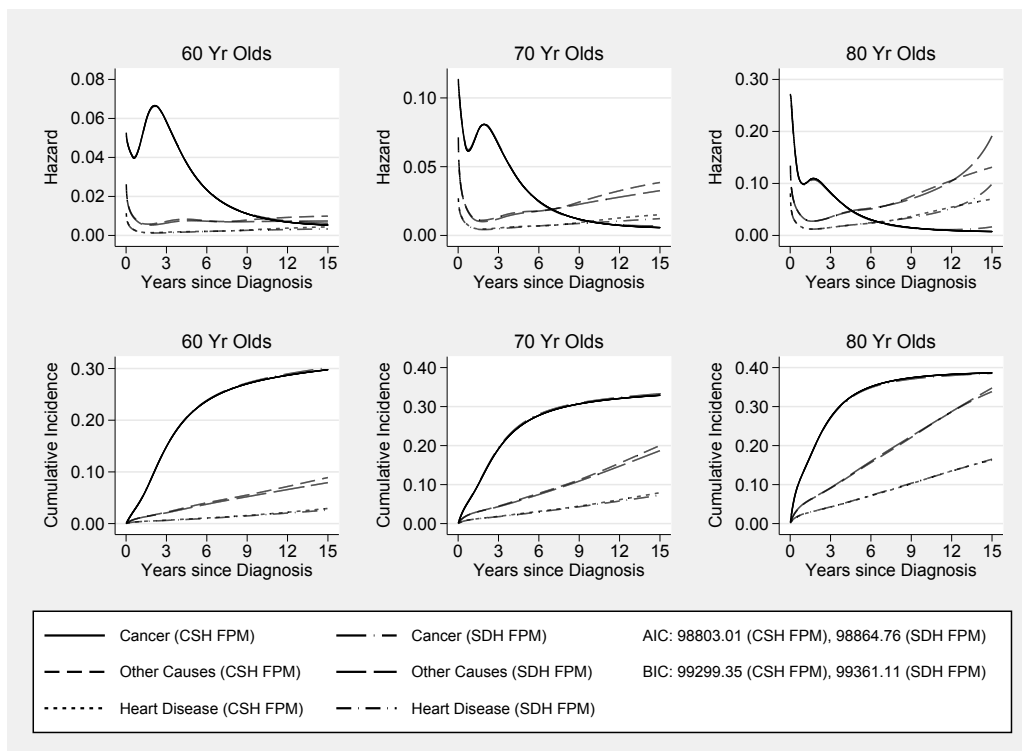 60 Yr Olds
0.08
0.06
0.04
0.02
0.00
Hazard
0 3 6 9 12 15
Years since Diagnosis
70 Yr Olds
0.10
0.05
0.00
Hazard
0 3 6 9 12 15
Years since Diagnosis
80 Yr Olds
0.30
0.20
0.10
0.00
Hazard
0 3 6 9 12 15
Years since Diagnosis
60 Yr Olds
0.30
0.20
0.10
0.00
Cumulative Incidence
0 3 6 9 12 15
Years since Diagnosis
70 Yr Olds
0.40
0.30
0.20
0.10
0.00
Cumulative Incidence
0 3 6 9 12 15
Years since Diagnosis
80 Yr Olds
0.40
0.30
0.20
0.10
0.00
Cumulative Incidence
0 3 6 9 12 15
Years since Diagnosis
Cancer (CSH FPM)
Cancer (SDH FPM)
AIC: 98803.01 (CSH FPM), 98864.76 (SDH FPM)
Other Causes (CSH FPM)
Other Causes (SDH FPM)
BIC: 99299.35 (CSH FPM), 99361.11 (SDH FPM)
Heart Disease (CSH FPM)
Heart Disease (SDH FPM)